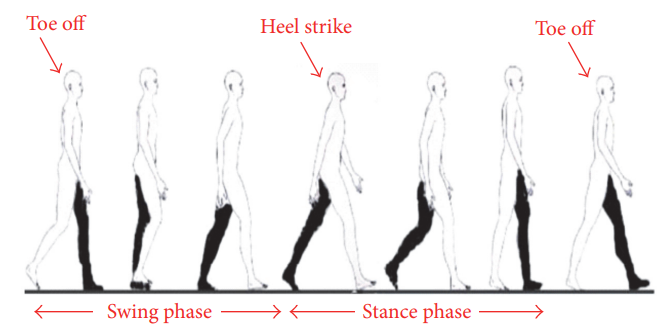 Toe off
Heel strike
Toe off
Swing phase
Stance phase